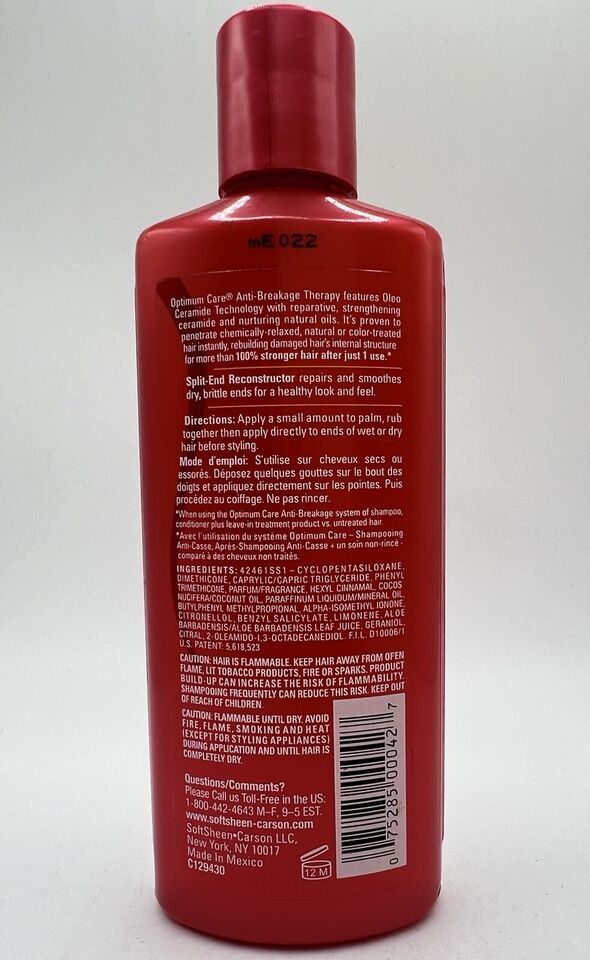 mE 022
Optimum Care® Anti-Breakage Therapy features Oleo
Ceramide Technology with reparative, strengthening
ceramide and nurturing natural oils. It's proven to
penetrate chemically-relaxed, natural or color-treated
hair instantly, rebuilding damaged hair's internal structure
for more than 100% stronger hair after just 1 use.*
Split-End Reconstructor repairs and smoothes
dry, brittle ends for a healthy look and feel.
Directions: Apply a small amount to palm, rub
together then apply directly to ends of wet or dry
hair before styling.
Mode d'emploi: S'utilise sur cheveux secs ou
essorés. Déposez quelques gouttes sur le bout des
doigts et appliquez directement sur les pointes. Puis
procédez au coiffage. Ne pas rincer.
*When using the Optimum Care Anti-Breakage system of shampoo,
conditioner plus leave-in treatment product vs. untreated hair.
*Avec l'utilisation du système Optimum Care – Shampooing
Anti-Casse, Après-Shampooing Anti-Casse + un soin non-rincé -
comparé à des cheveux non traités.
INGREDIENTS: 42461SS1 – CYCLOPENTASILOXANE,
DIMETHICONE, CAPRYLIC/CAPRIC TRIGLYCERIDE, PHENYL
TRIMETHICONE, PARFUM/FRAGRANCE, HEXYL CINNAMAL, COCOS
NUCIFERA/COCONUT OIL, PARAFFINUM LIQUIDUM/MINERAL OIL,
BUTYLPHENYL METHYLPROPIONAL, ALPHA-ISOMETHYL IONONE,
CITRONELLOL, BENZYL SALICYLATE, LIMONENE, ALOE
BARBADENSIS/ALOE BARBADENSIS LEAF JUICE, GERANIOL,
CITRAL, 2-OLEAMIDO-1,3-OCTADECANEDIOL. F.I.L. D10006/1
U.S. PATENT: 5,618,523
CAUTION: HAIR IS FLAMMABLE. KEEP HAIR AWAY FROM OPEN
FLAME, LIT TOBACCO PRODUCTS, FIRE OR SPARKS. PRODUCT
BUILD-UP CAN INCREASE THE RISK OF FLAMMABILITY.
SHAMPOOING FREQUENTLY CAN REDUCE THIS RISK. KEEP OUT
OF REACH OF CHILDREN.
CAUTION: FLAMMABLE UNTIL DRY. AVOID
FIRE, FLAME, SMOKING AND HEAT
(EXCEPT FOR STYLING APPLIANCES)
DURING APPLICATION AND UNTIL HAIR IS
COMPLETELY DRY.
Questions/Comments?
Please Call us Toll-Free in the US:
1-800-442-4643 M–F, 9–5 EST.
www.softsheen-carson.com
SoftSheen•Carson LLC,
New York, NY 10017
Made In Mexico
C129430
12 M
0 75285 00042 7